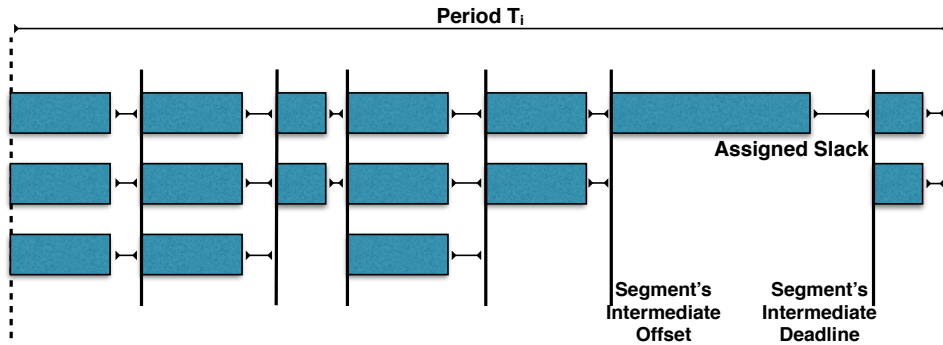 Period Ti
Assigned Slack
Segment's
Intermediate
Offset
Segment's
Intermediate
Deadline